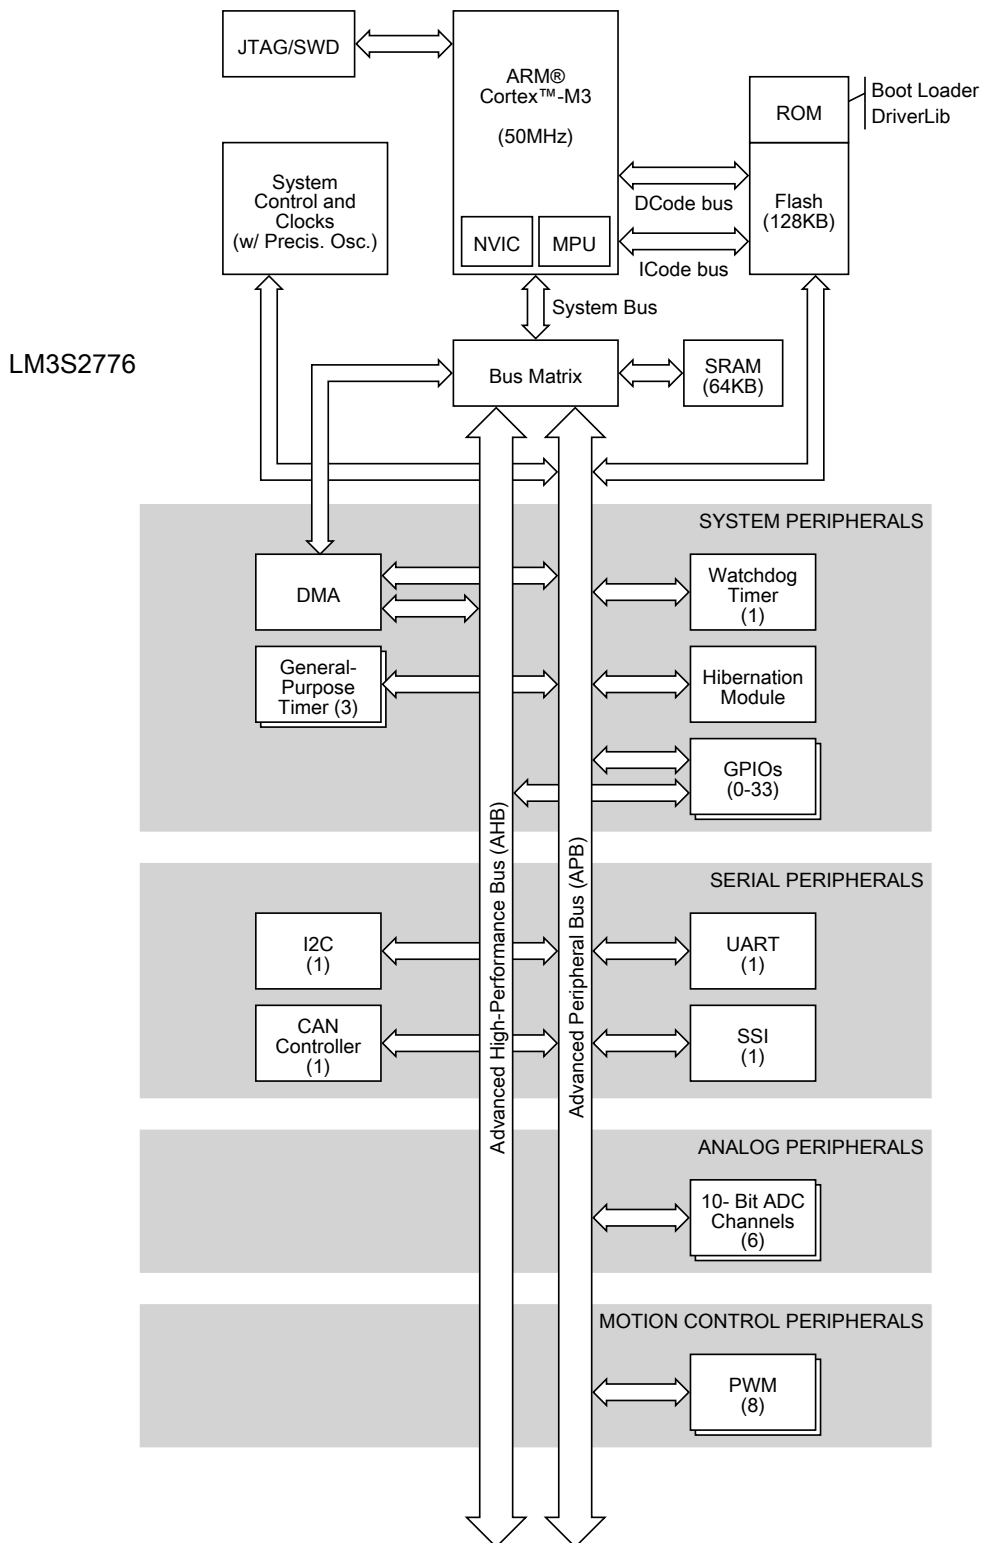 JTAG/SWD
ARM®
Cortex™-M3
(50MHz)
NVIC
MPU
ROM
Boot Loader
DriverLib
Flash
(128KB)
DCode bus
ICode bus
System
Control and
Clocks
(w/ Precis. Osc.)
System Bus
LM3S2776
Bus Matrix
SRAM
(64KB)
SYSTEM PERIPHERALS
DMA
Watchdog
Timer
(1)
General-
Purpose
Timer (3)
Hibernation
Module
GPIOs
(0-33)
Advanced High-Performance Bus (AHB)
Advanced Peripheral Bus (APB)
SERIAL PERIPHERALS
I2C
(1)
UART
(1)
CAN
Controller
(1)
SSI
(1)
ANALOG PERIPHERALS
10- Bit ADC
Channels
(6)
MOTION CONTROL PERIPHERALS
PWM
(8)